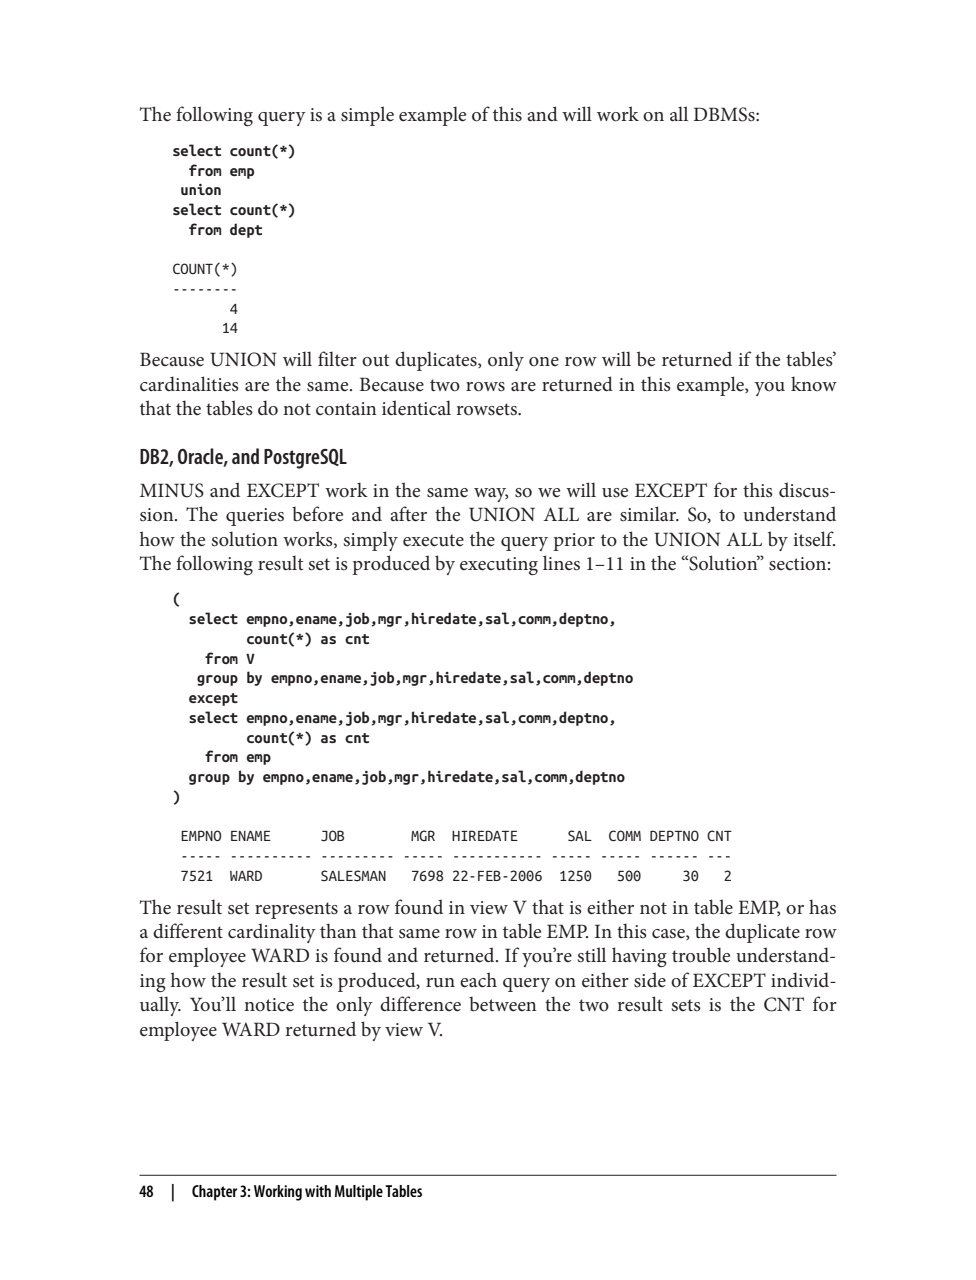 The following query is a simple example of this and will work on all DBMSs:
select count(*)
from emp
union
select count(*)
from dept
COUNT(*)
--------
4
14
Because UNION will filter out duplicates, only one row will be returned if the tables’
cardinalities are the same. Because two rows are returned in this example, you know
that the tables do not contain identical rowsets.
DB2, Oracle, and PostgreSQL
MINUS and EXCEPT work in the same way, so we will use EXCEPT for this discus-
sion. The queries before and after the UNION ALL are similar. So, to understand
how the solution works, simply execute the query prior to the UNION ALL by itself.
The following result set is produced by executing lines 1–11 in the “Solution” section:
(
select empno,ename,job,mgr,hiredate,sal,comm,deptno,
count(*) as cnt
from V
group by empno,ename,job,mgr,hiredate,sal,comm,deptno
except
select empno,ename,job,mgr,hiredate,sal,comm,deptno,
count(*) as cnt
from emp
group by empno,ename,job,mgr,hiredate,sal,comm,deptno
)
EMPNO ENAME      JOB        MGR  HIREDATE      SAL  COMM DEPTNO CNT
----- ---------- --------- ----- ----------- ----- ----- ------ ---
7521  WARD       SALESMAN   7698 22-FEB-2006  1250   500     30   2
The result set represents a row found in view V that is either not in table EMP, or has
a different cardinality than that same row in table EMP. In this case, the duplicate row
for employee WARD is found and returned. If you’re still having trouble understand-
ing how the result set is produced, run each query on either side of EXCEPT individ-
ually. You’ll notice the only difference between the two result sets is the CNT for
employee WARD returned by view V.
48 | Chapter 3: Working with Multiple Tables